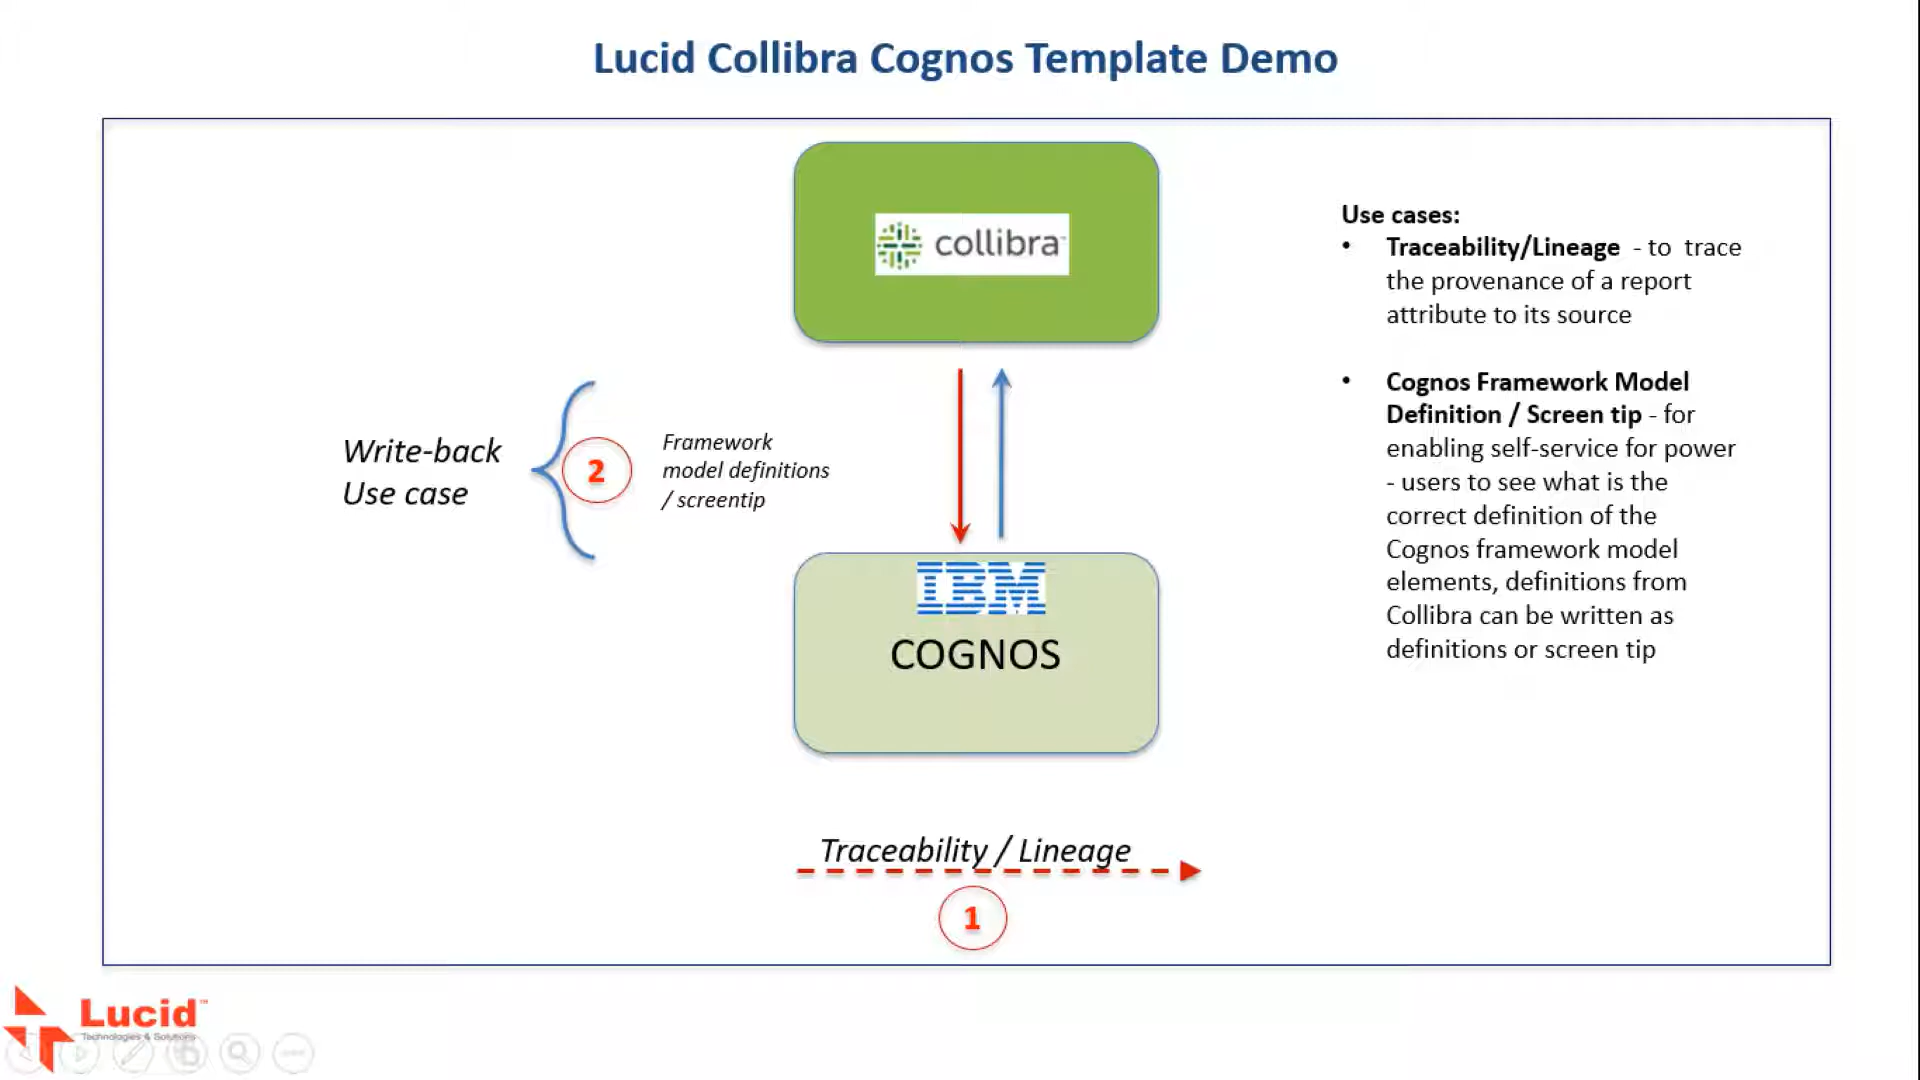 Lucid Collibra Cognos Template Demo
collibra™
Use cases:
• Traceability/Lineage - to trace
the provenance of a report
attribute to its source
• Cognos Framework Model
Definition / Screen tip - for
enabling self-service for power
- users to see what is the
correct definition of the
Cognos framework model
elements, definitions from
Collibra can be written as
definitions or screen tip
Write-back
Use case
2
Framework
model definitions
/ screentip
IBM
COGNOS
Traceability / Lineage
1
Lucid™
Technologies & Solutions